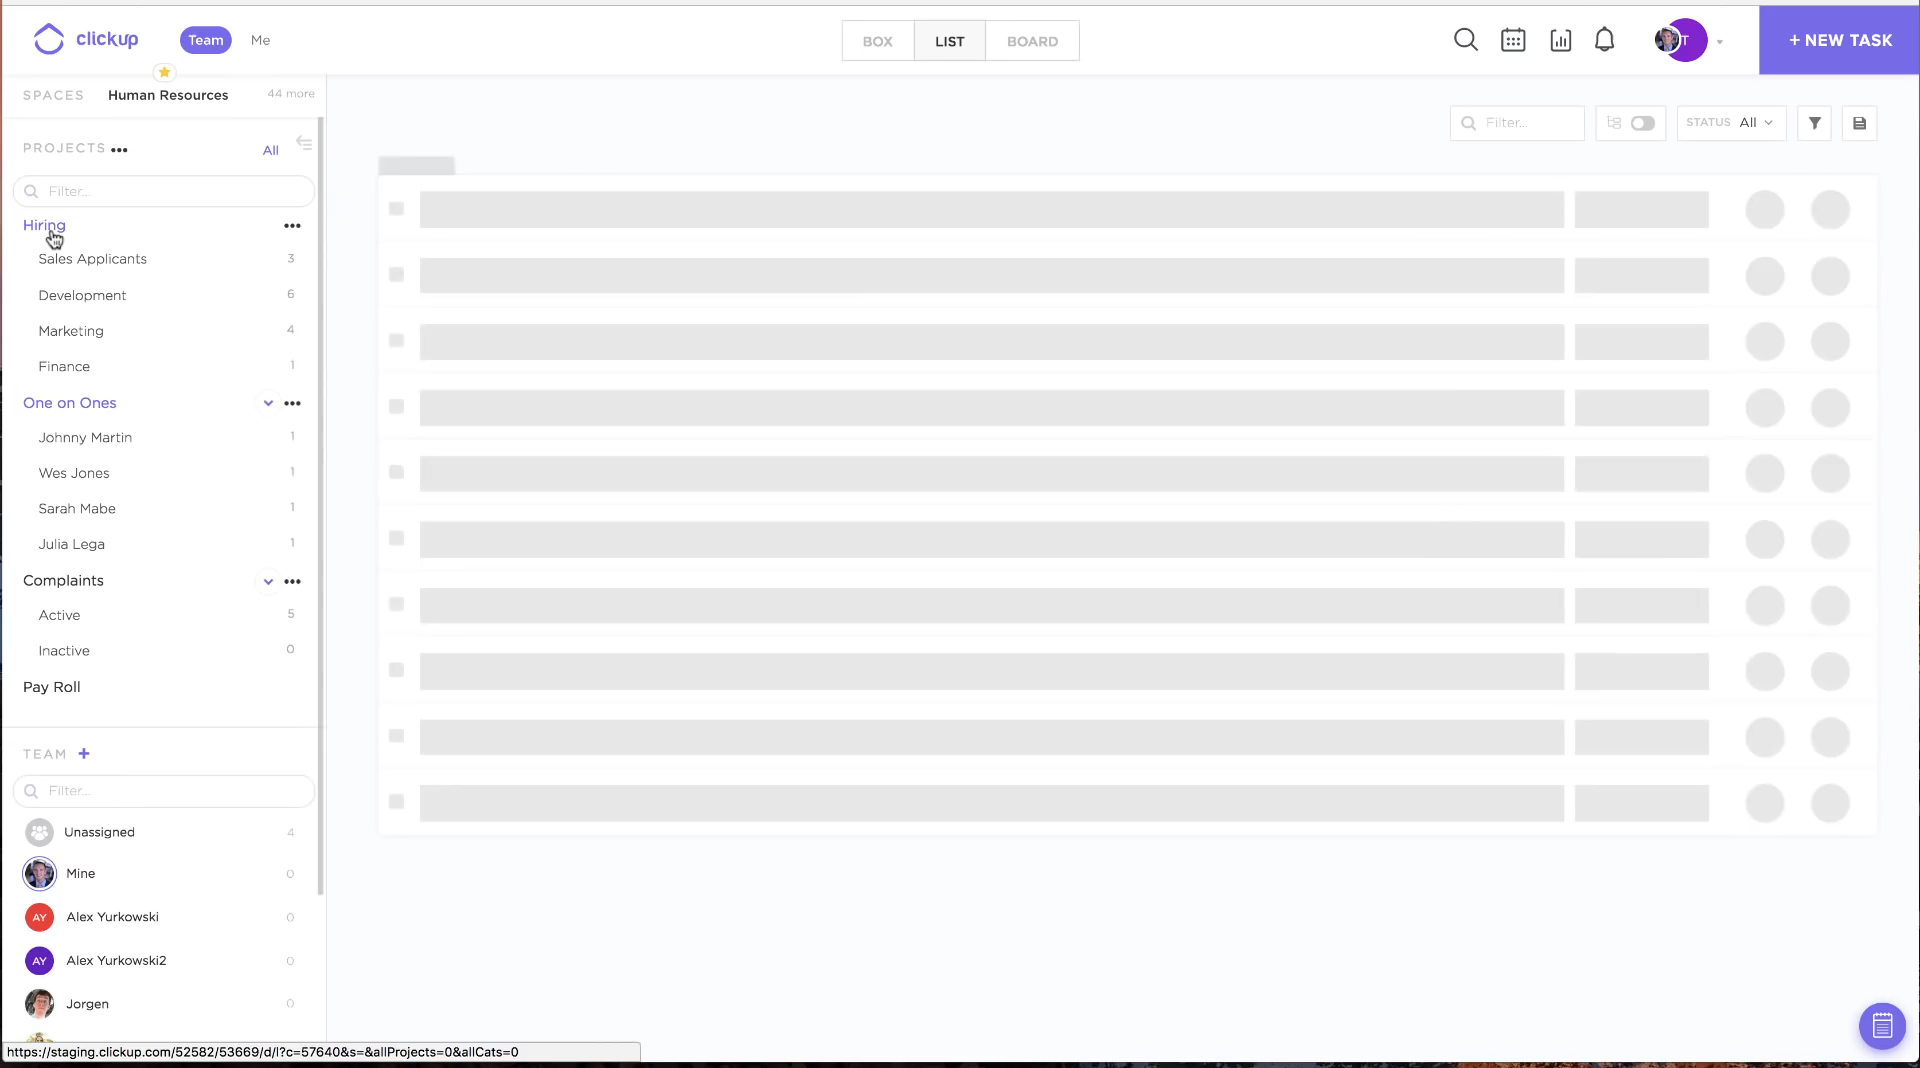 clickup
Team
Me
BOX
LIST
BOARD
T
+ NEW TASK
SPACES
Human Resources
44 more
PROJECTS
All
Filter...
Hiring
Sales Applicants 3
Development 6
Marketing 4
Finance 1
One on Ones
Johnny Martin 1
Wes Jones 1
Sarah Mabe 1
Julia Lega 1
Complaints
Active 5
Inactive 0
Pay Roll
TEAM +
Filter...
Unassigned 4
Mine 0
AY Alex Yurkowski 0
AY Alex Yurkowski2 0
Jorgen 0
https://staging.clickup.com/52582/53669/d/l?c=57640&s=&allProjects=0&allCats=0
Filter...
STATUS All